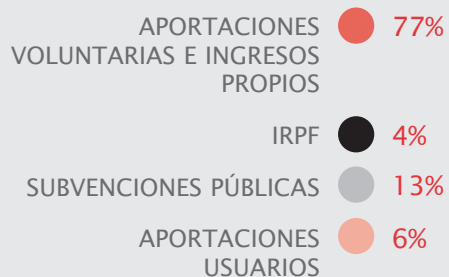 APORTACIONES 77%
VOLUNTARIAS E INGRESOS
PROPIOS
IRPF 4%
SUBVENCIONES PÚBLICAS 13%
APORTACIONES 6%
USUARIOS